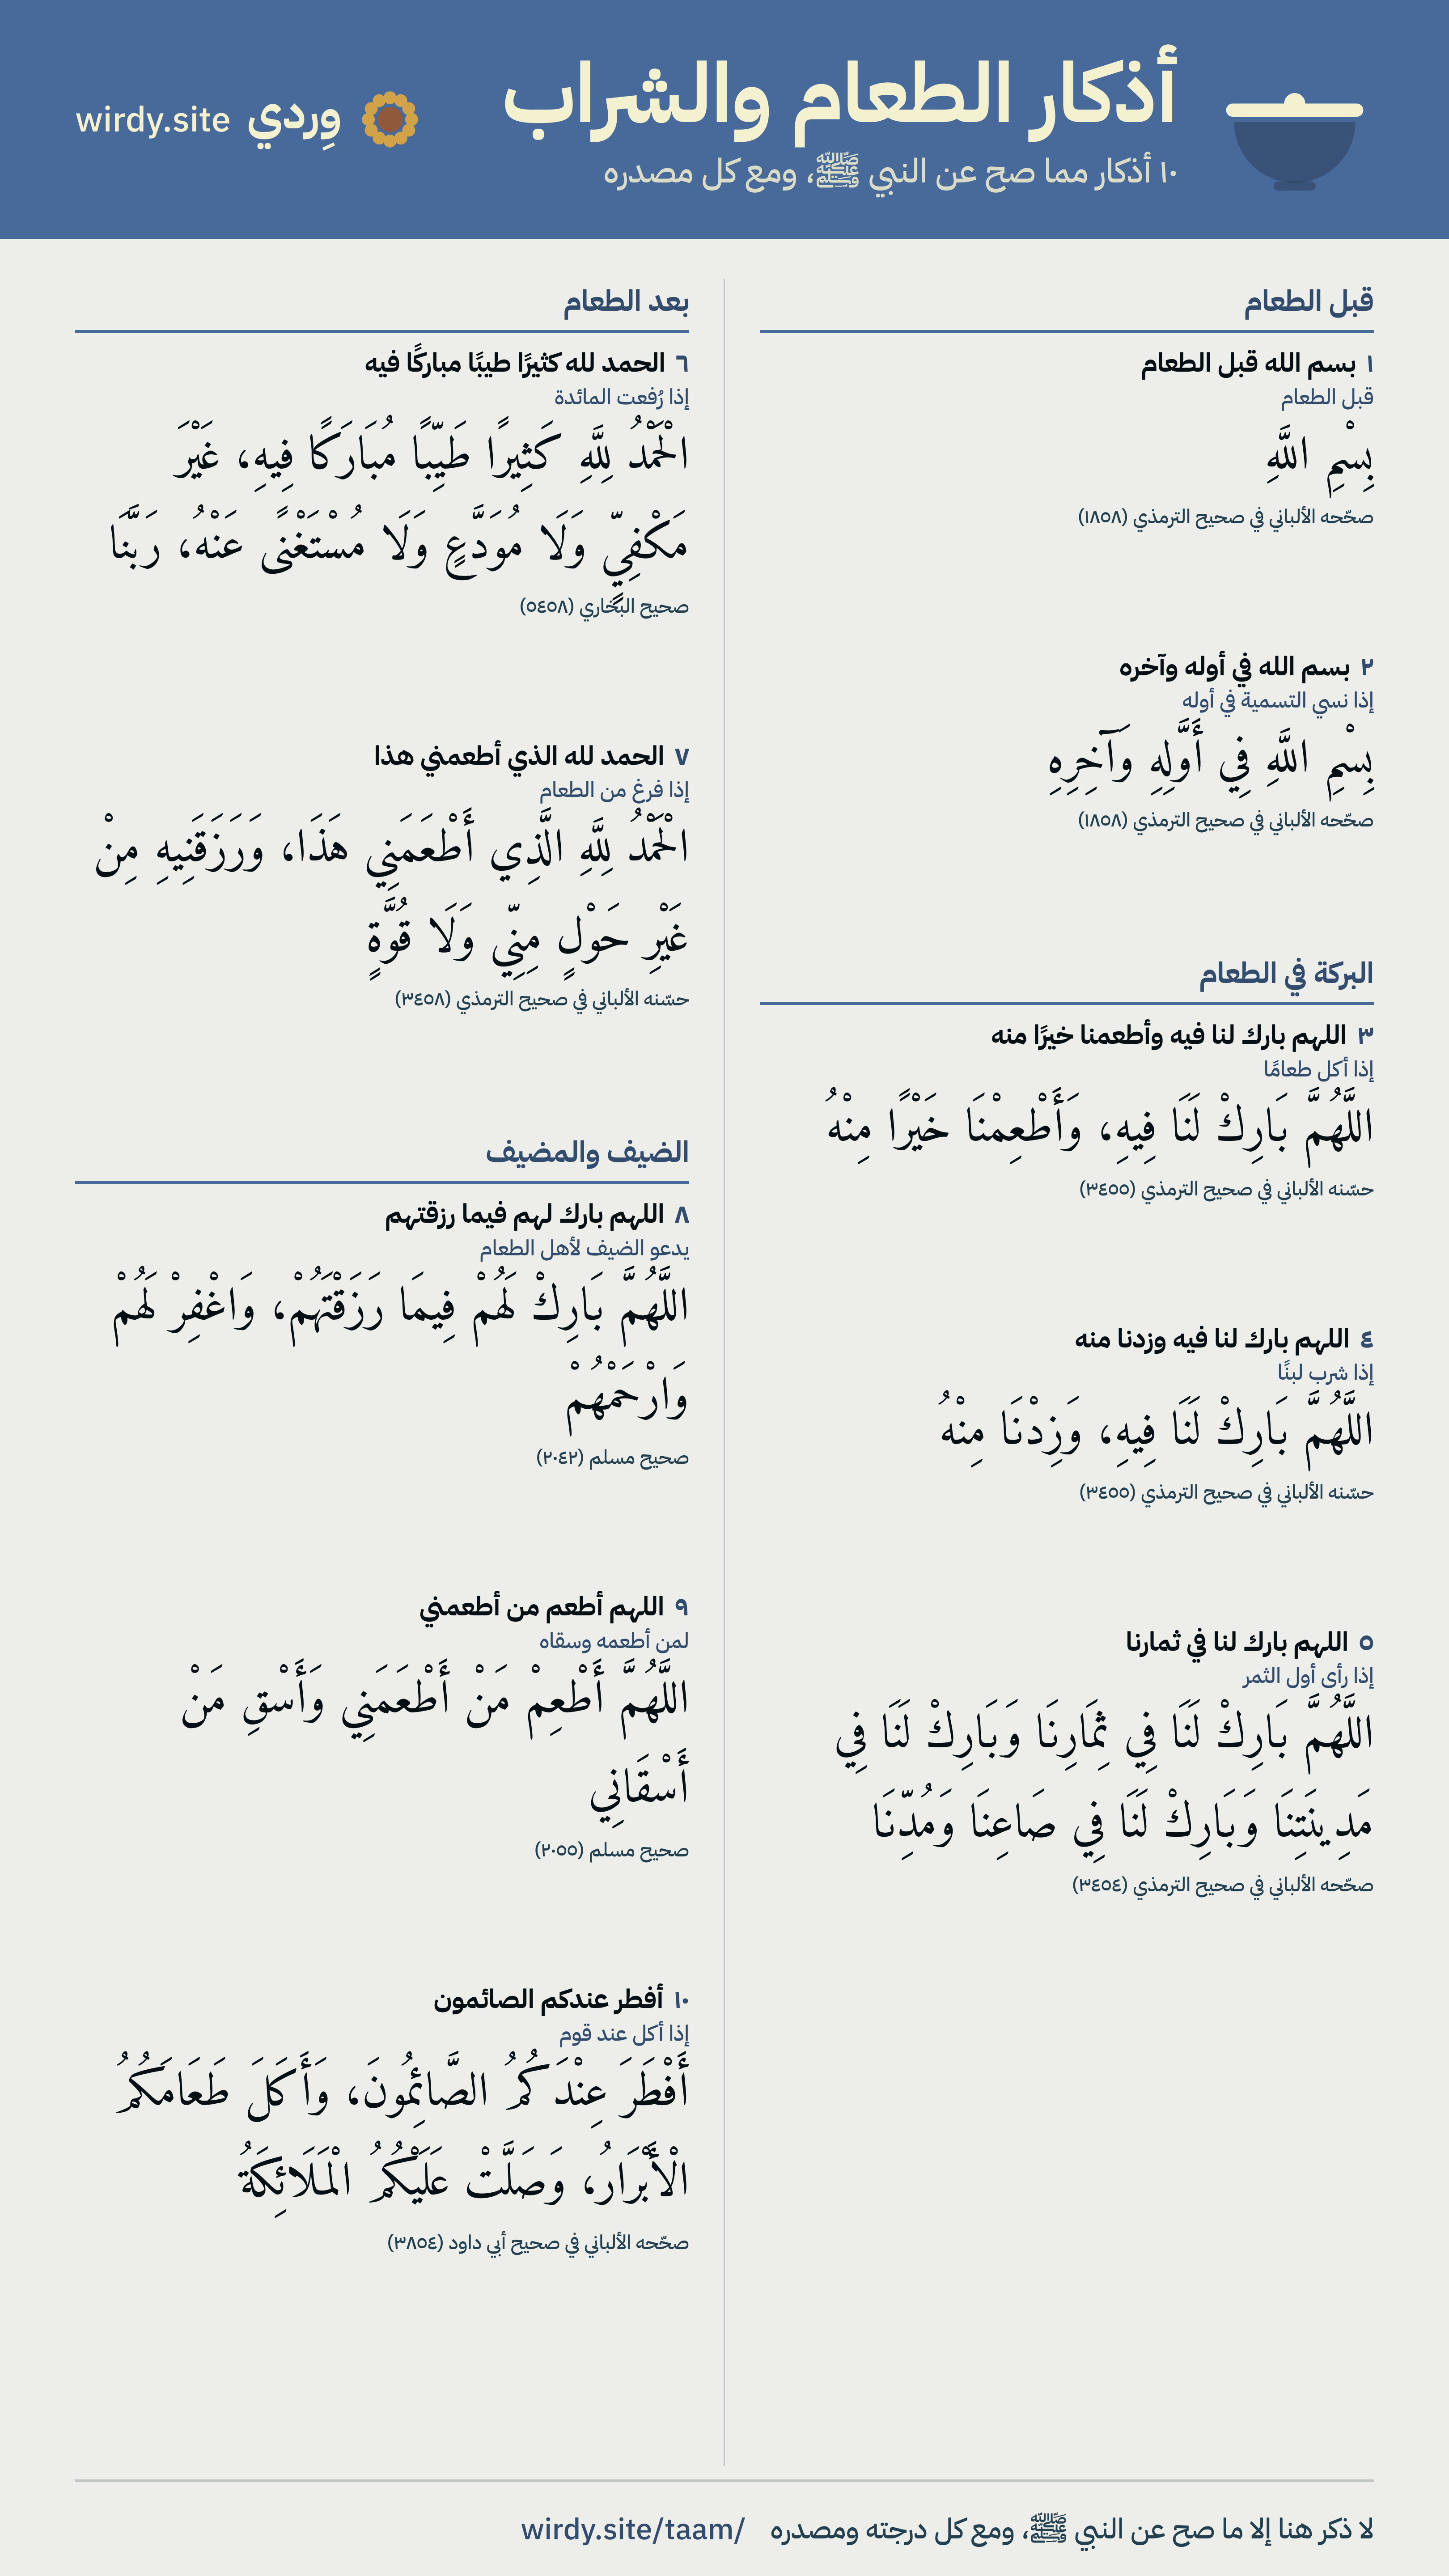 أذكار الطعام والشراب
١٠ أذكار مما صح عن النبي ﷺ، ومع كل مصدره
وِردي wirdy.site
قبل الطعام
١ بسم الله قبل الطعام
قبل الطعام
بِسْمِ اللَّهِ
صحّحه الألباني في صحيح الترمذي (١٨٥٨)
٢ بسم الله في أوله وآخره
إذا نسي التسمية في أوله
بِسْمِ اللَّهِ فِي أَوَّلِهِ وَآخِرِهِ
صحّحه الألباني في صحيح الترمذي (١٨٥٨)
البركة في الطعام
٣ اللهم بارك لنا فيه وأطعمنا خيرًا منه
إذا أكل طعامًا
اللَّهُمَّ بَارِكْ لَنَا فِيهِ، وَأَطْعِمْنَا خَيْرًا مِنْهُ
حسّنه الألباني في صحيح الترمذي (٣٤٥٥)
٤ اللهم بارك لنا فيه وزدنا منه
إذا شرب لبنًا
اللَّهُمَّ بَارِكْ لَنَا فِيهِ، وَزِدْنَا مِنْهُ
حسّنه الألباني في صحيح الترمذي (٣٤٥٥)
٥ اللهم بارك لنا في ثمارنا
إذا رأى أول الثمر
اللَّهُمَّ بَارِكْ لَنَا فِي ثِمَارِنَا وَبَارِكْ لَنَا فِي
مَدِينَتِنَا وَبَارِكْ لَنَا فِي صَاعِنَا وَمُدِّنَا
صحّحه الألباني في صحيح الترمذي (٣٤٥٤)
بعد الطعام
٦ الحمد لله كثيرًا طيبًا مباركًا فيه
إذا رُفعت المائدة
الْحَمْدُ لِلَّهِ كَثِيرًا طَيِّبًا مُبَارَكًا فِيهِ، غَيْرَ
مَكْفِيٍّ وَلَا مُوَدَّعٍ وَلَا مُسْتَغْنًى عَنْهُ، رَبَّنَا
صحيح البخاري (٥٤٥٨)
٧ الحمد لله الذي أطعمني هذا
إذا فرغ من الطعام
الْحَمْدُ لِلَّهِ الَّذِي أَطْعَمَنِي هَذَا، وَرَزَقَنِيهِ مِنْ
غَيْرِ حَوْلٍ مِنِّي وَلَا قُوَّةٍ
حسّنه الألباني في صحيح الترمذي (٣٤٥٨)
الضيف والمضيف
٨ اللهم بارك لهم فيما رزقتهم
يدعو الضيف لأهل الطعام
اللَّهُمَّ بَارِكْ لَهُمْ فِيمَا رَزَقْتَهُمْ، وَاغْفِرْ لَهُمْ
وَارْحَمْهُمْ
صحيح مسلم (٢٠٤٢)
٩ اللهم أطعم من أطعمني
لمن أطعمه وسقاه
اللَّهُمَّ أَطْعِمْ مَنْ أَطْعَمَنِي وَأَسْقِ مَنْ
أَسْقَانِي
صحيح مسلم (٢٠٥٥)
١٠ أفطر عندكم الصائمون
إذا أكل عند قوم
أَفْطَرَ عِنْدَكُمُ الصَّائِمُونَ، وَأَكَلَ طَعَامَكُمُ
الْأَبْرَارُ، وَصَلَّتْ عَلَيْكُمُ الْمَلَائِكَةُ
صحّحه الألباني في صحيح أبي داود (٣٨٥٤)
لا ذكر هنا إلا ما صح عن النبي ﷺ، ومع كل درجته ومصدره wirdy.site/taam/